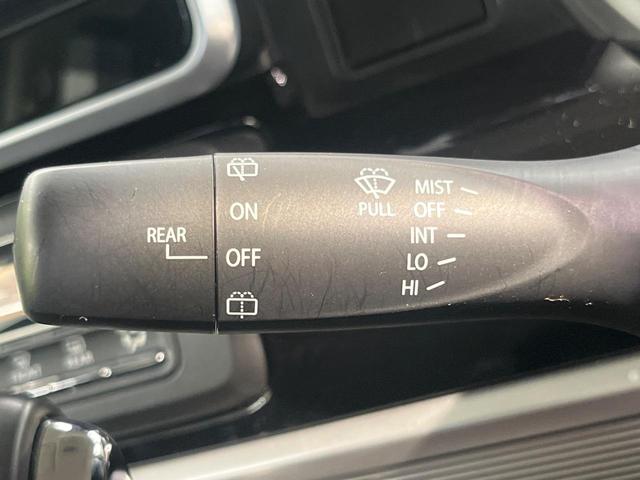 REAR
ON
OFF
PULL
MIST
OFF
INT
LO
HI